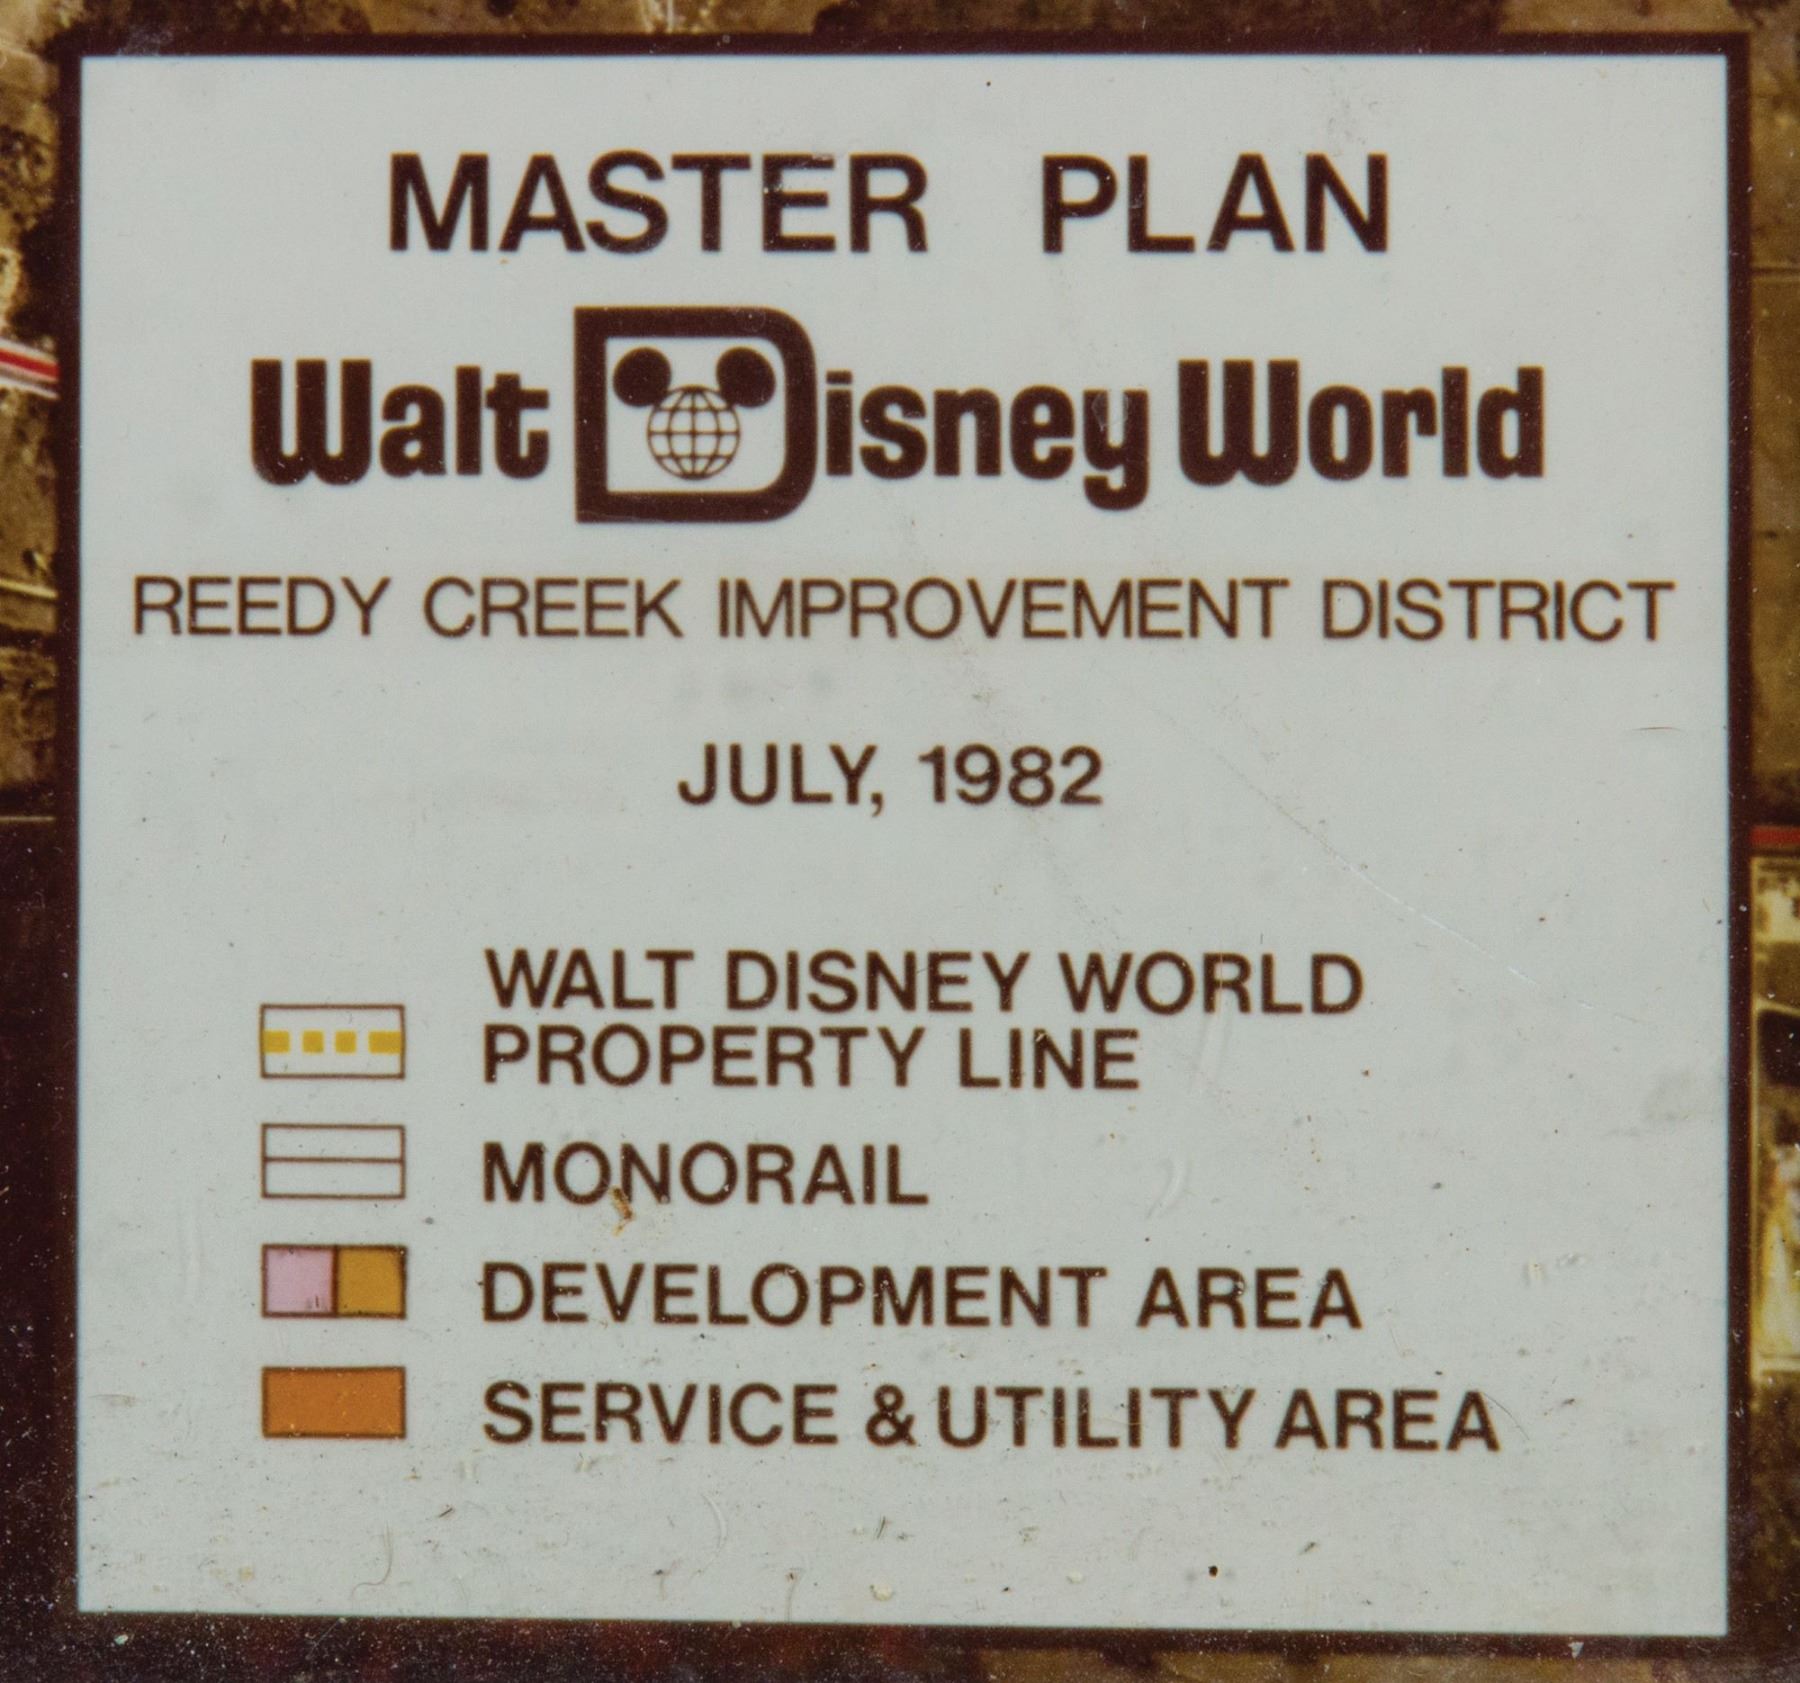 MASTER PLAN
Walt Disney World
REEDY CREEK IMPROVEMENT DISTRICT
JULY, 1982
WALT DISNEY WORLD
PROPERTY LINE
MONORAIL
DEVELOPMENT AREA
SERVICE & UTILITY AREA